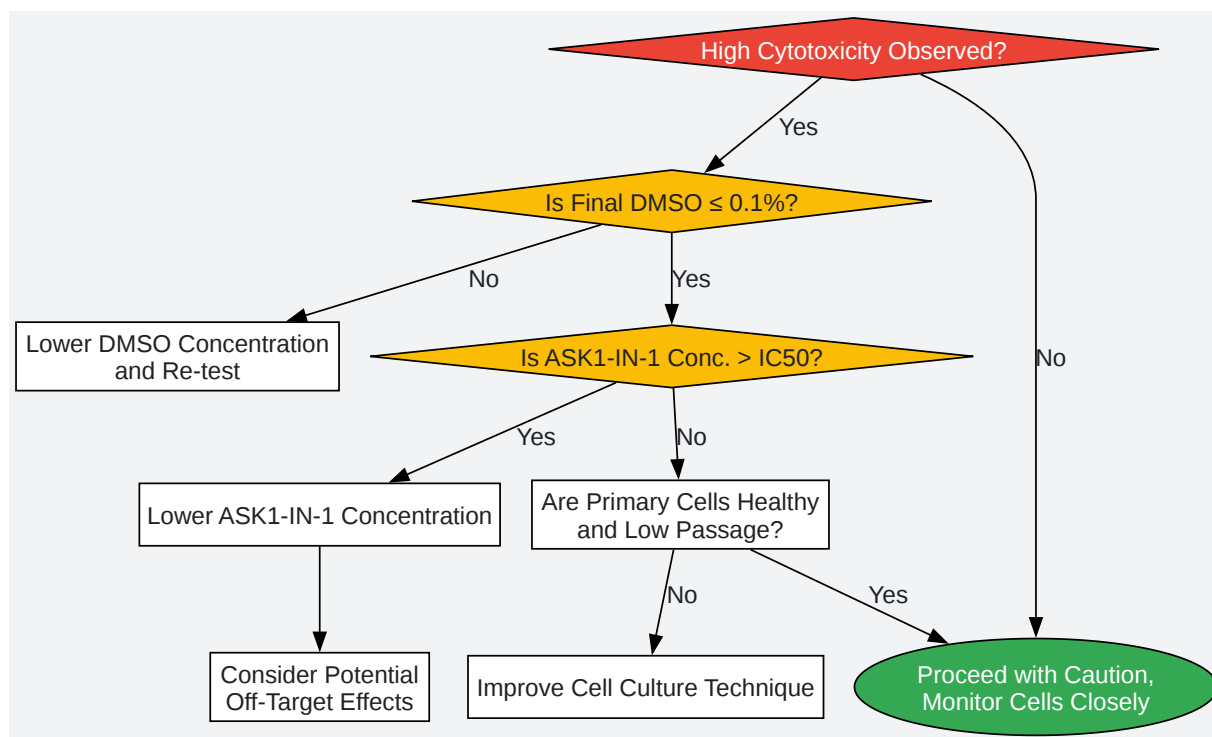 High Cytotoxicity Observed?
Yes
Is Final DMSO ≤ 0.1%?
No
Yes
Lower DMSO Concentration
and Re-test
Is ASK1-IN-1 Conc. > IC50?
No
Yes
No
Lower ASK1-IN-1 Concentration
Are Primary Cells Healthy
and Low Passage?
No
Yes
Consider Potential
Off-Target Effects
Improve Cell Culture Technique
Proceed with Caution,
Monitor Cells Closely